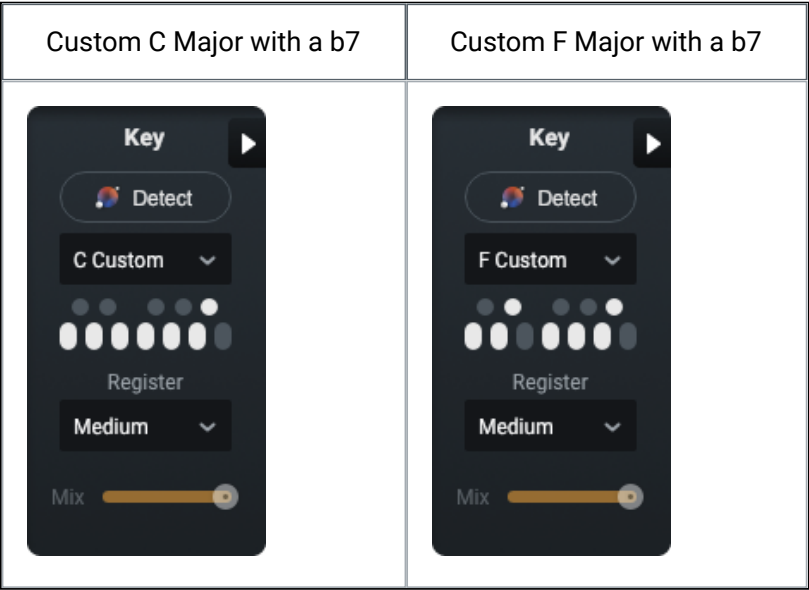 Custom C Major with a b7
Custom F Major with a b7
Key
Detect
C Custom
Register
Medium
Mix
Key
Detect
F Custom
Register
Medium
Mix